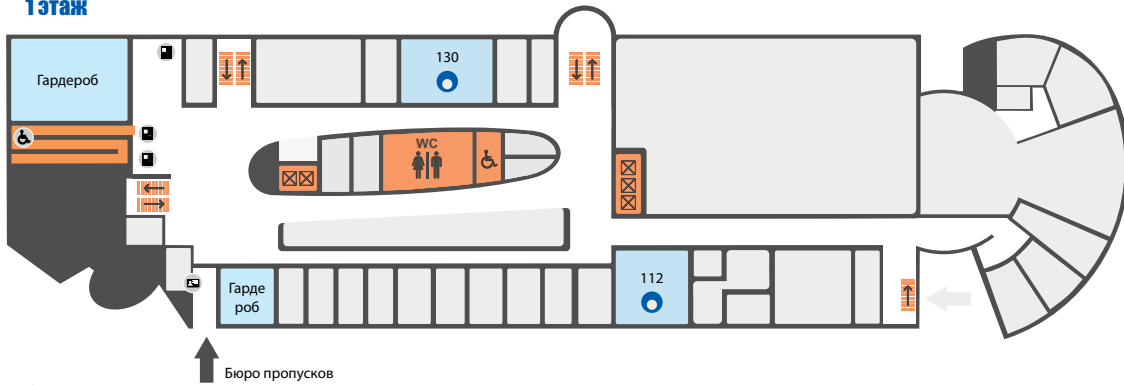 1 этаж
Гардероб
130
WC
Гарде
роб
112
Бюро пропусков